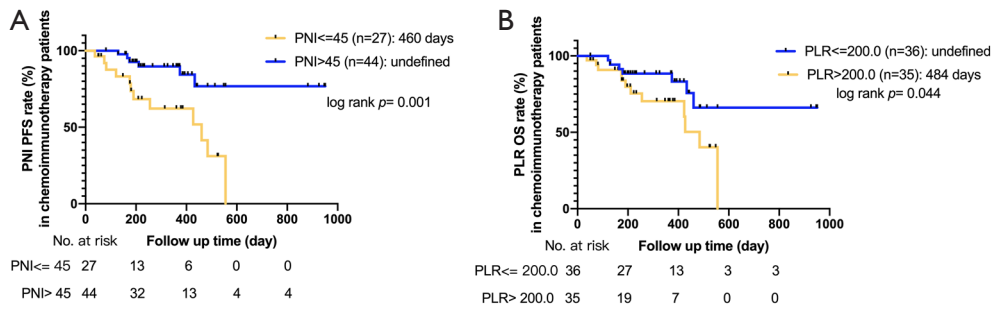 A
PNI PFS rate (%)
in chemoimmunotherapy patients
100
50
0
0 200 400 600 800 1000
PNI<=45 (n=27): 460 days
PNI>45 (n=44): undefined
log rank p= 0.001
No. at risk Follow up time (day)
PNI<= 45 27 13 6 0 0
PNI> 45 44 32 13 4 4
B
PLR OS rate (%)
in chemoimmunotherapy patients
100
50
0
0 200 400 600 800 1000
PLR<=200.0 (n=36): undefined
PLR>200.0 (n=35): 484 days
log rank p= 0.044
No. at risk Follow up time (day)
PLR<= 200.0 36 27 13 3 3
PLR> 200.0 35 19 7 0 0